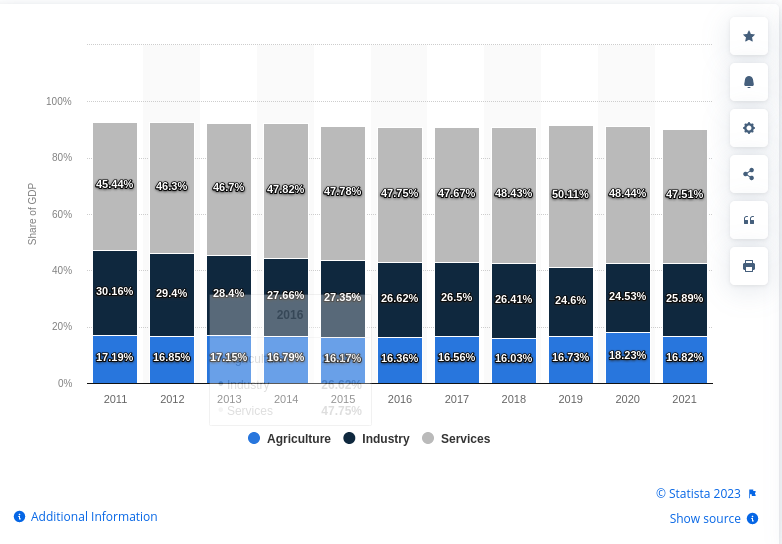 100%
80%
60%
40%
20%
0%
Share of GDP
45.44% 46.3% 46.7% 47.82% 47.78% 47.75% 47.67% 48.43% 50.11% 48.44% 47.51%
30.16% 29.4% 28.4% 27.66% 27.35% 26.62% 26.5% 26.41% 24.6% 24.53% 25.89%
2016
17.19% 16.85% 17.15% 16.79% 16.17% 16.36% 16.56% 16.03% 16.73% 18.23% 16.82%
Industry 26.62%
2011 2012 2013 2014 2015 2016 2017 2018 2019 2020 2021
Services 47.75%
Agriculture Industry Services
© Statista 2023
Additional Information
Show source